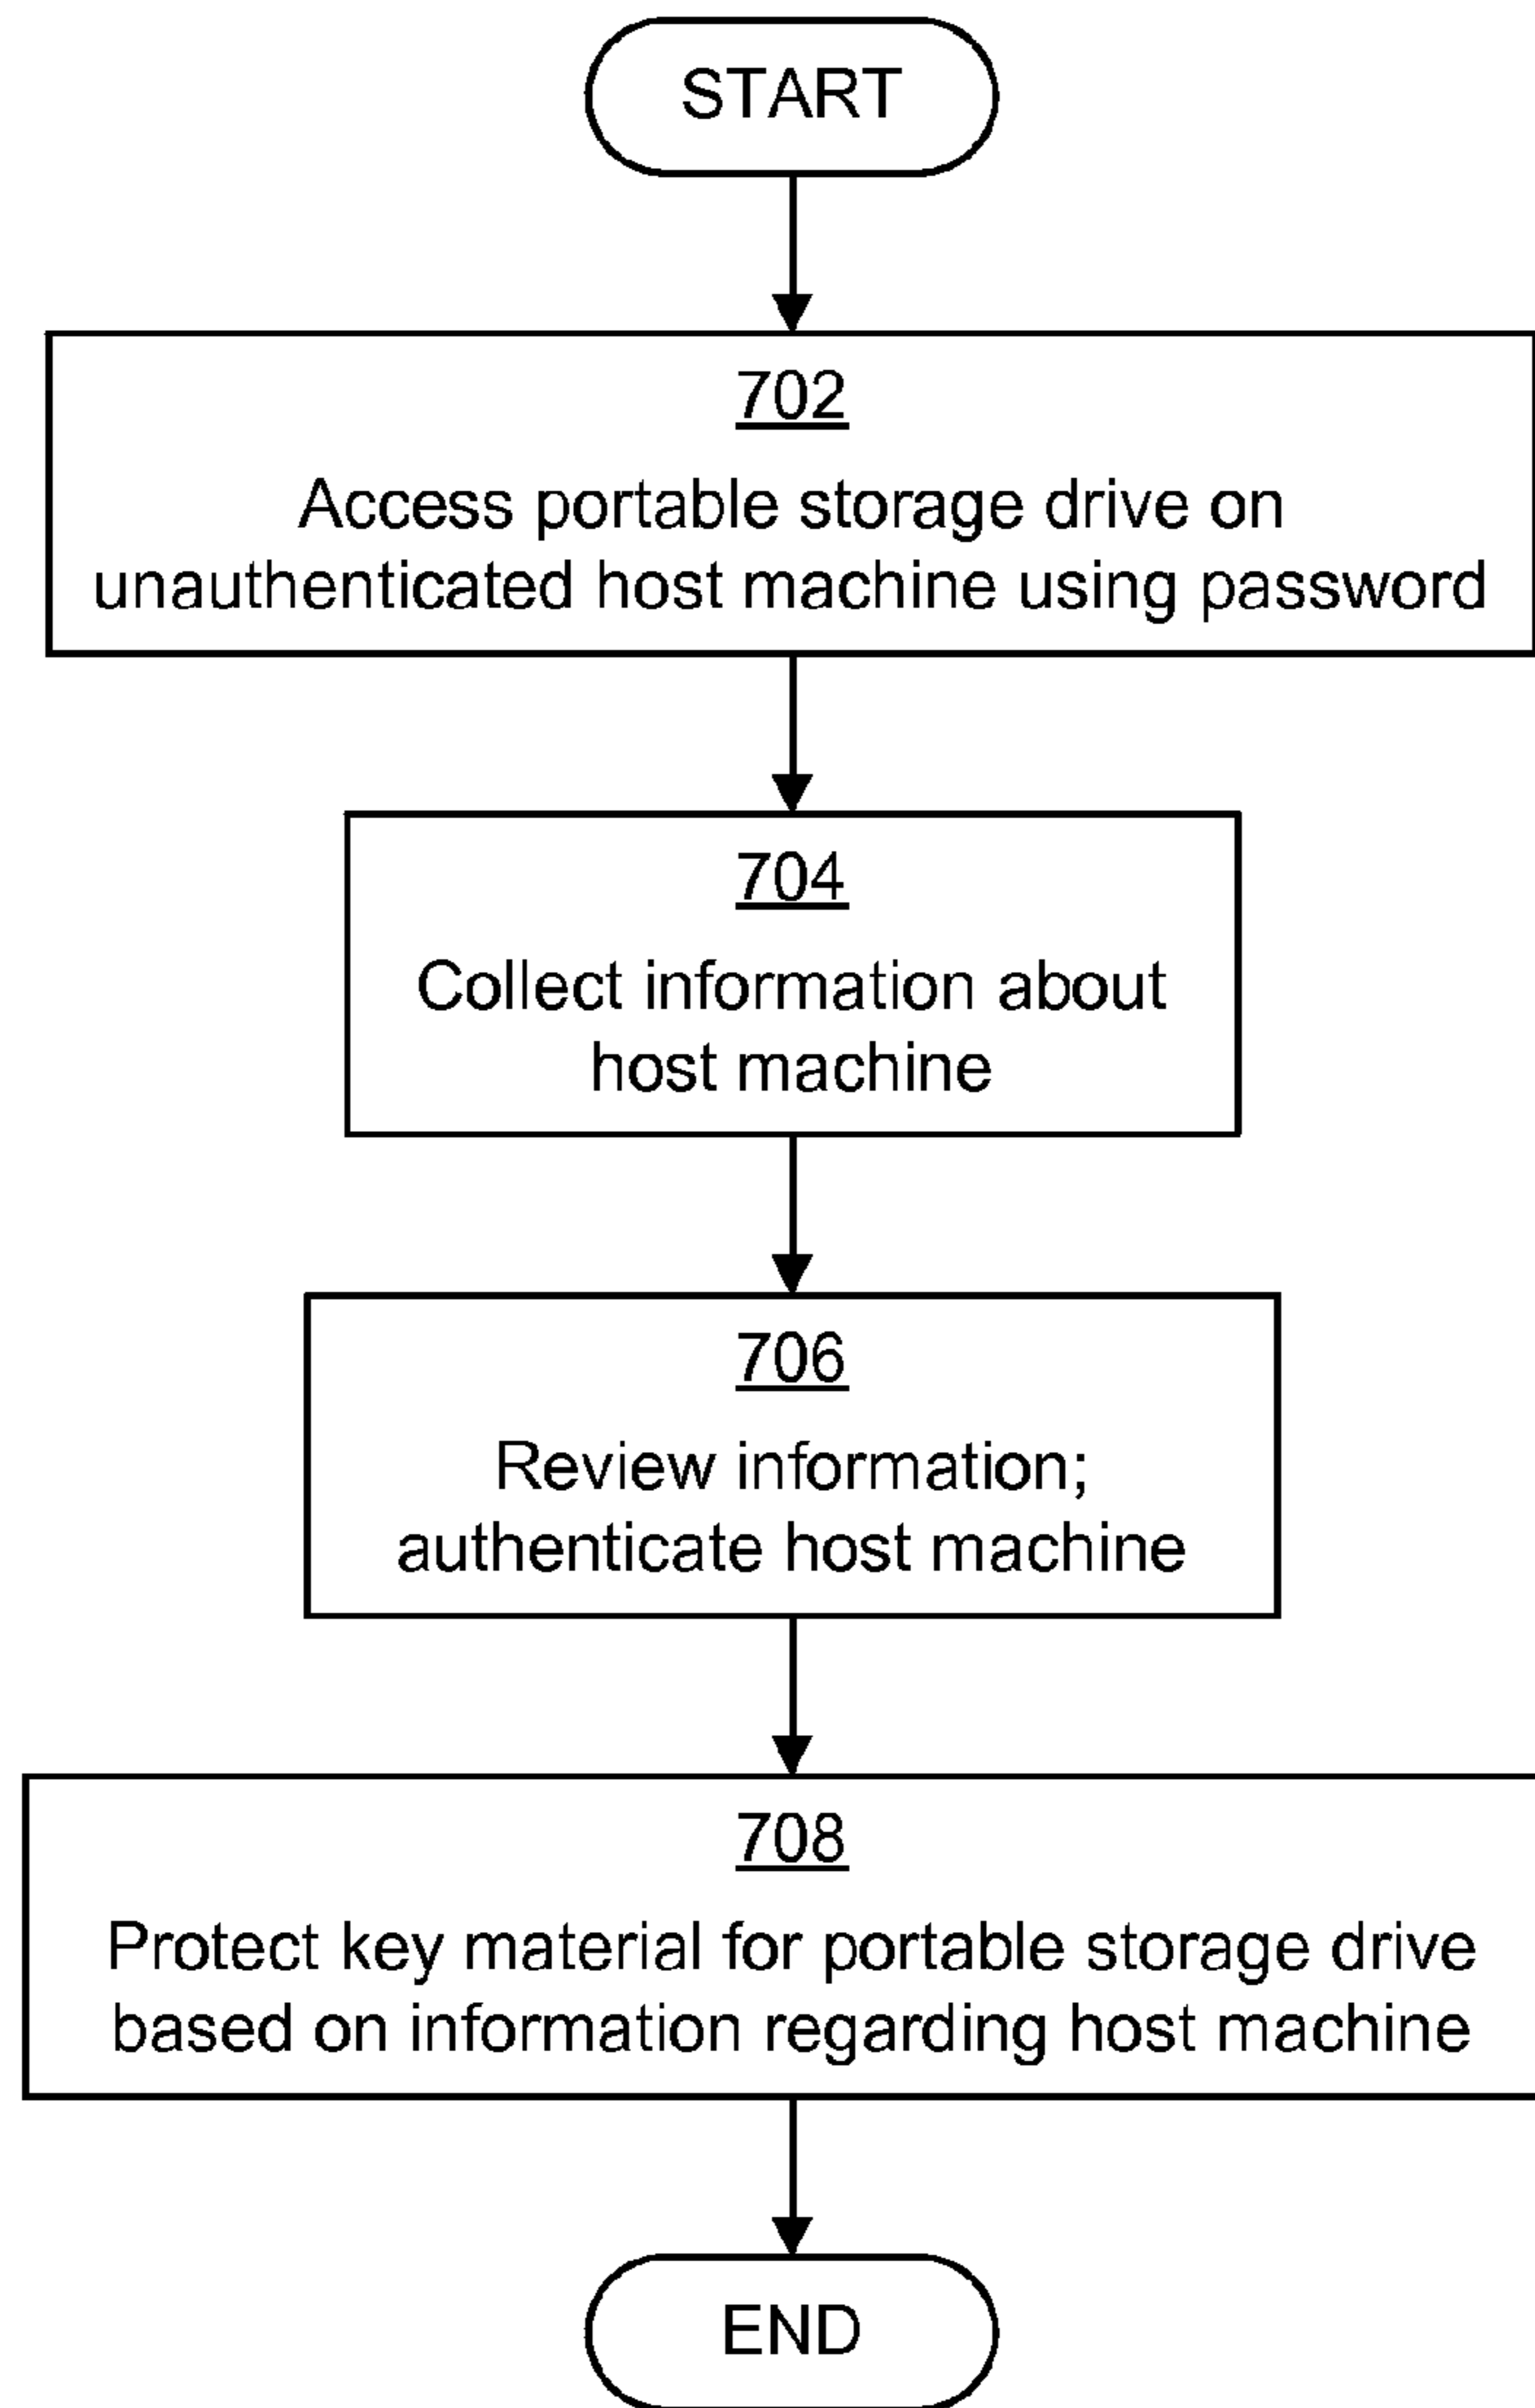 START
702
Access portable storage drive on
unauthenticated host machine using password
704
Collect information about
host machine
706
Review information;
authenticate host machine
708
Protect key material for portable storage drive
based on information regarding host machine
END